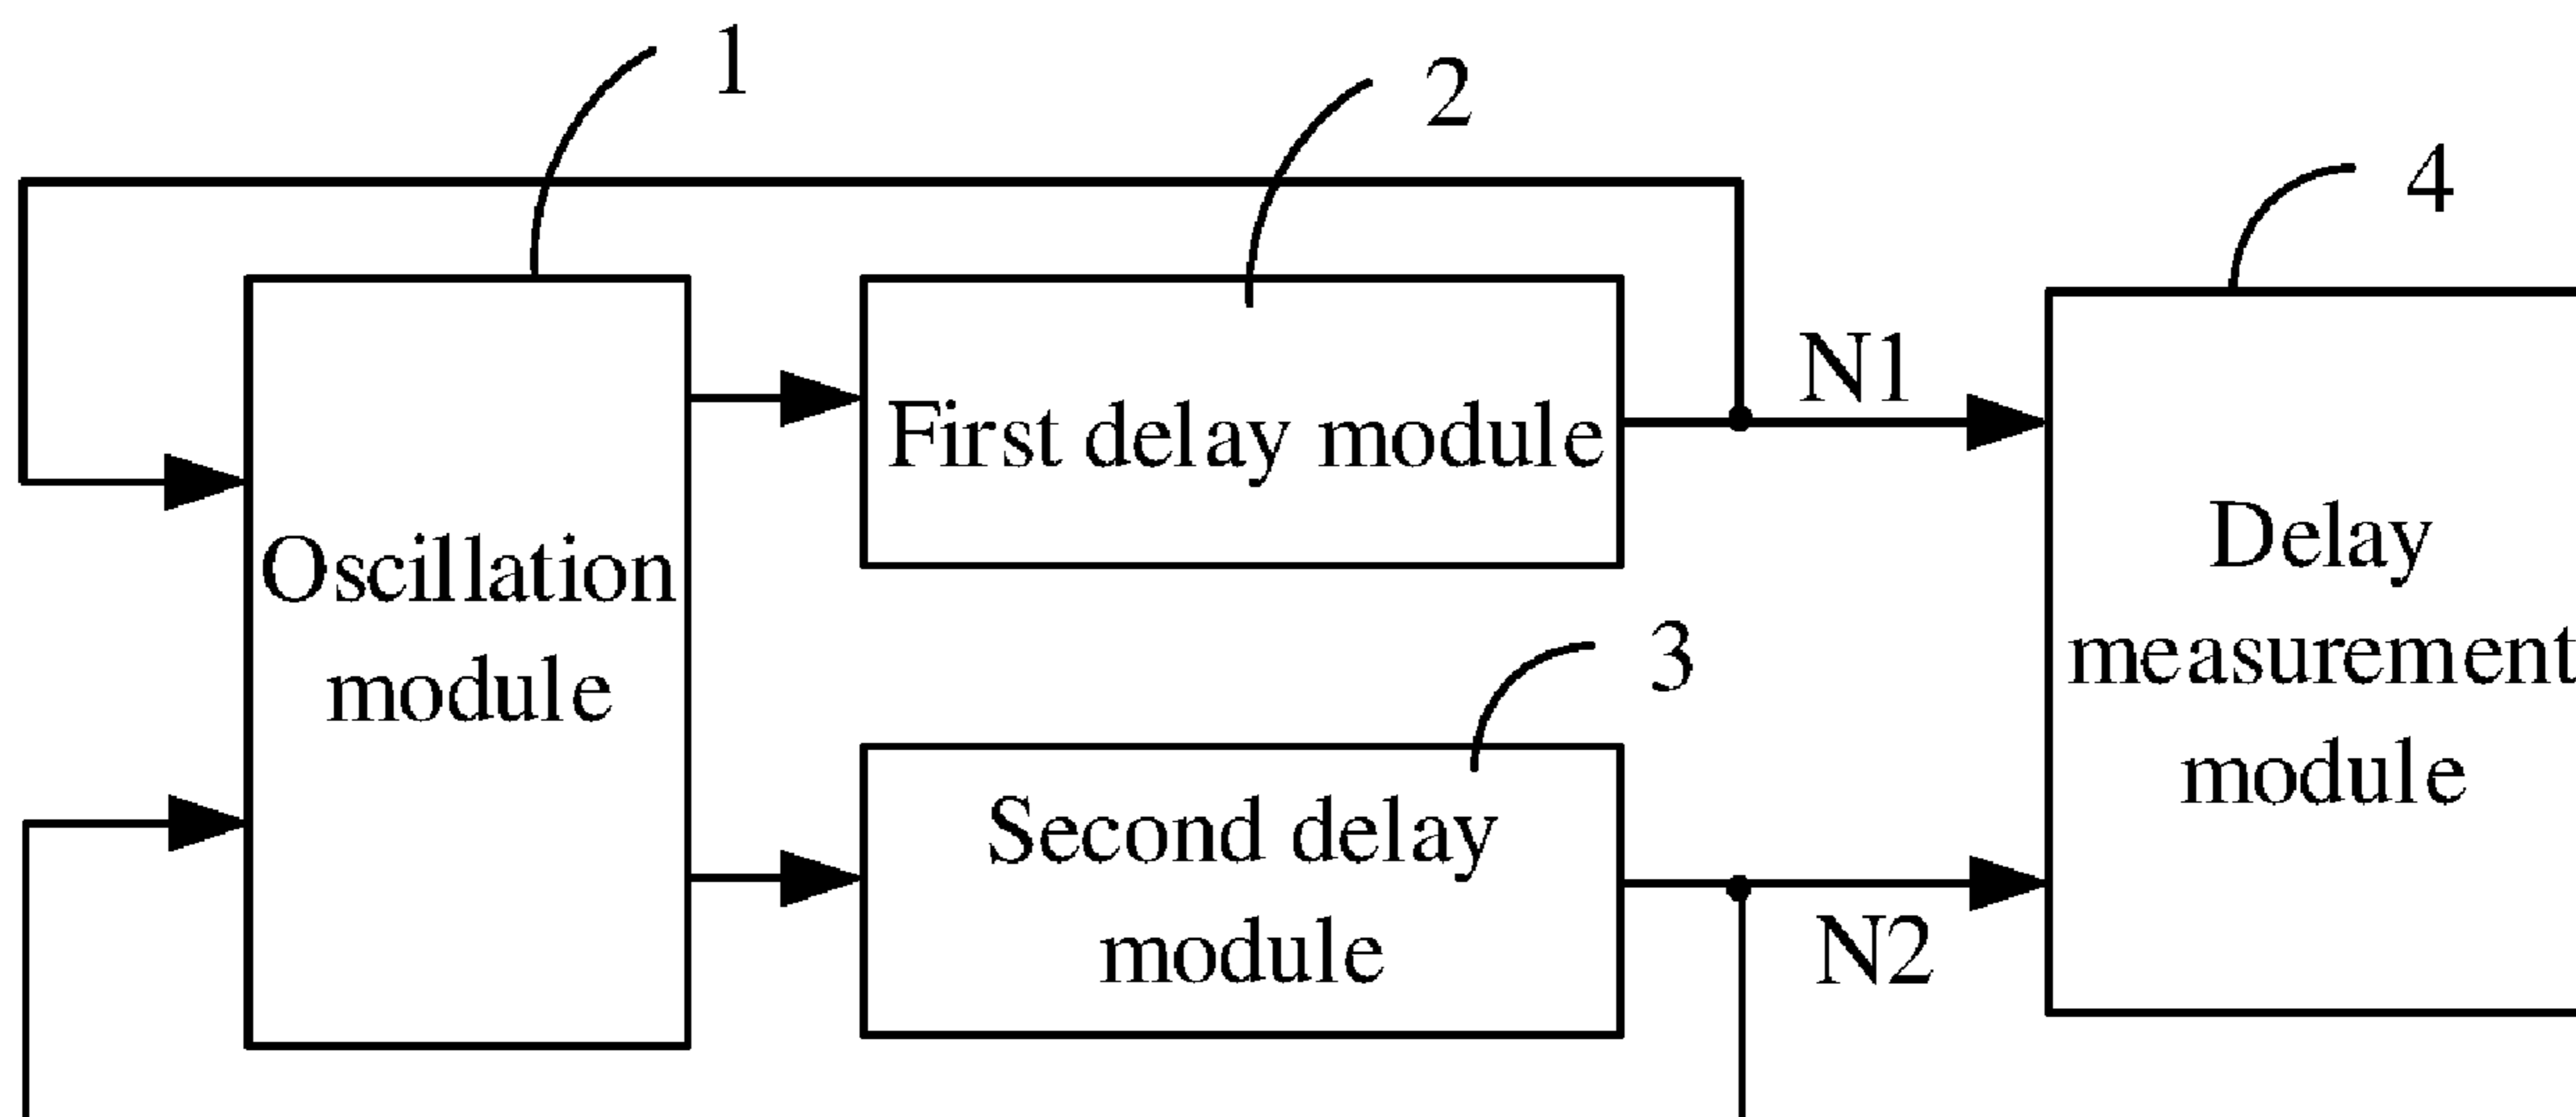 1
2
4
N1
First delay module
Oscillation
module
Delay
measurement
module
3
Second delay
module
N2